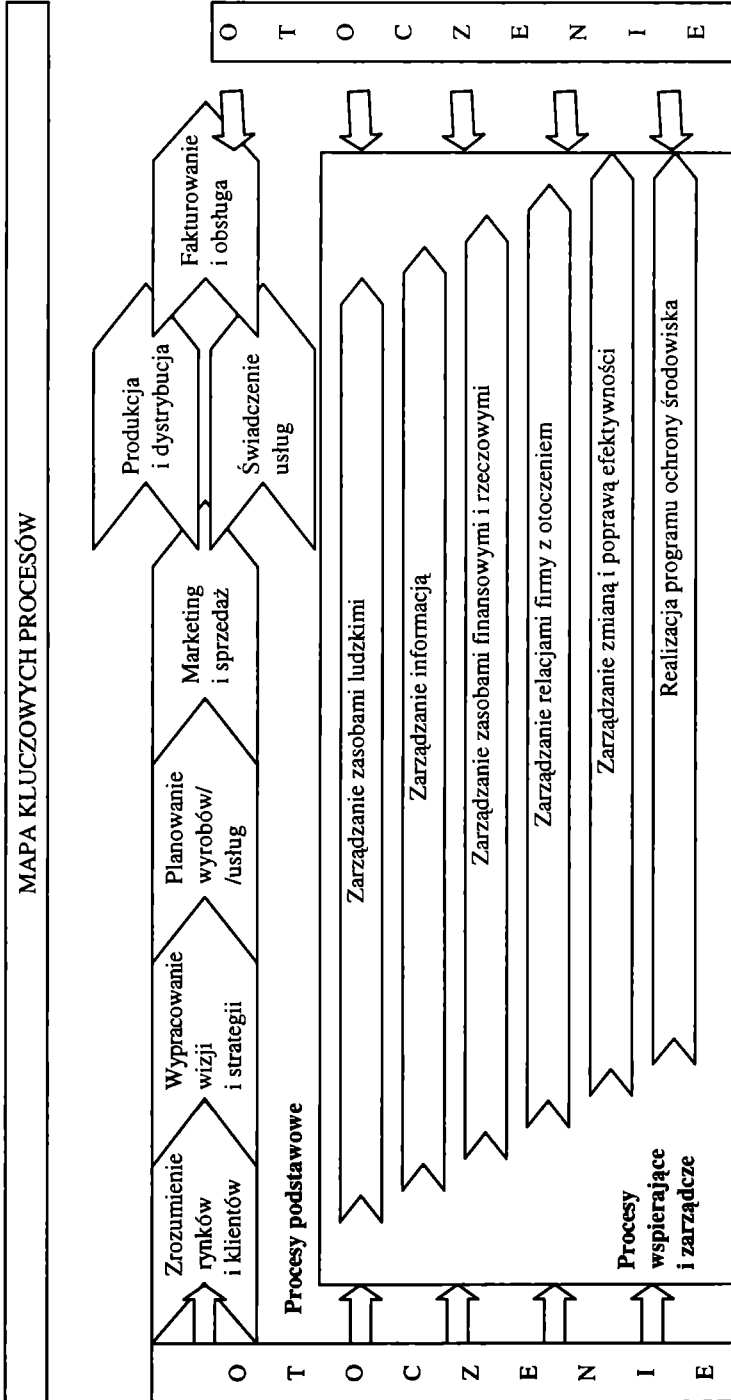 MAPA KLUCZOWYCH PROCESÓW
Zrozumienie
rynków
i klientów
Wypracowanie
wizji
i strategii
Planowanie
wyrobów/
/usług
Marketing
i sprzedaż
Produkcja
i dystrybucja
Świadczenie
usług
Fakturowanie
i obsługa
Procesy podstawowe
Zarządzanie zasobami ludzkimi
Zarządzanie informacją
Zarządzanie zasobami finansowymi i rzeczowymi
Zarządzanie relacjami firmy z otoczeniem
Zarządzanie zmianą i poprawą efektywności
Realizacja programu ochrony środowiska
Procesy
wspierające
i zarządcze
O T O C Z E N I E
O T O C Z E N I E